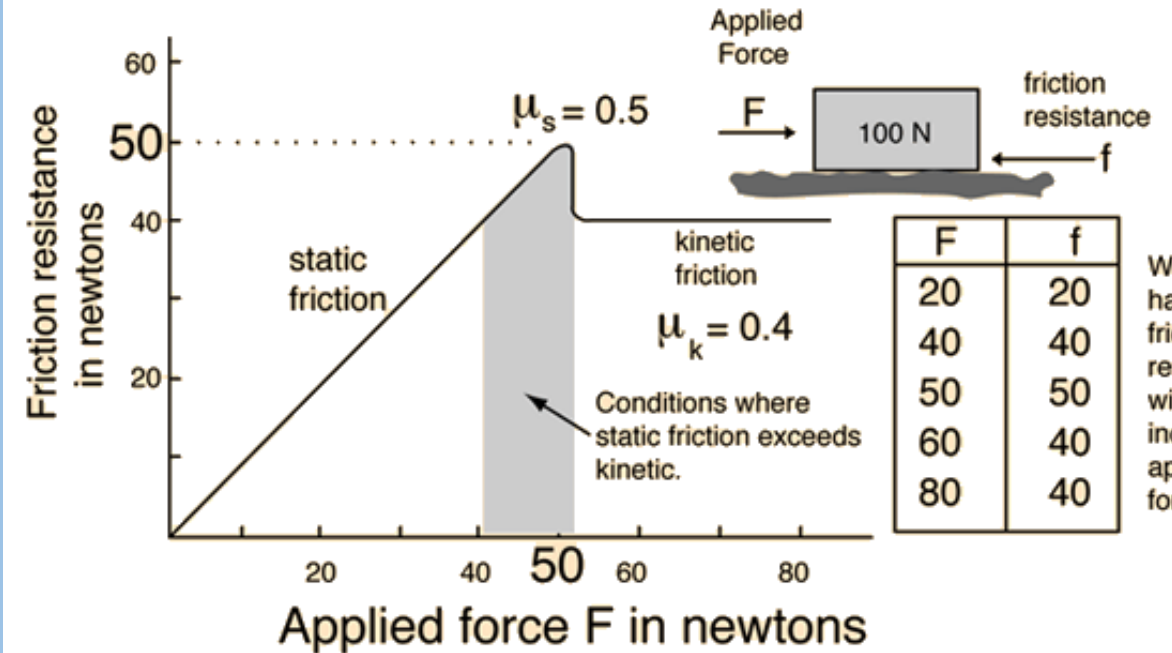 Applied
Force
F
100 N
friction
resistance
f
Friction resistance
in newtons
60
50
40
20
μs = 0.5
static
friction
kinetic
friction
μk = 0.4
Conditions where
static friction exceeds
kinetic.
20 40 50 60 80
Applied force F in newtons
F f
20 20
40 40
50 50
60 40
80 40